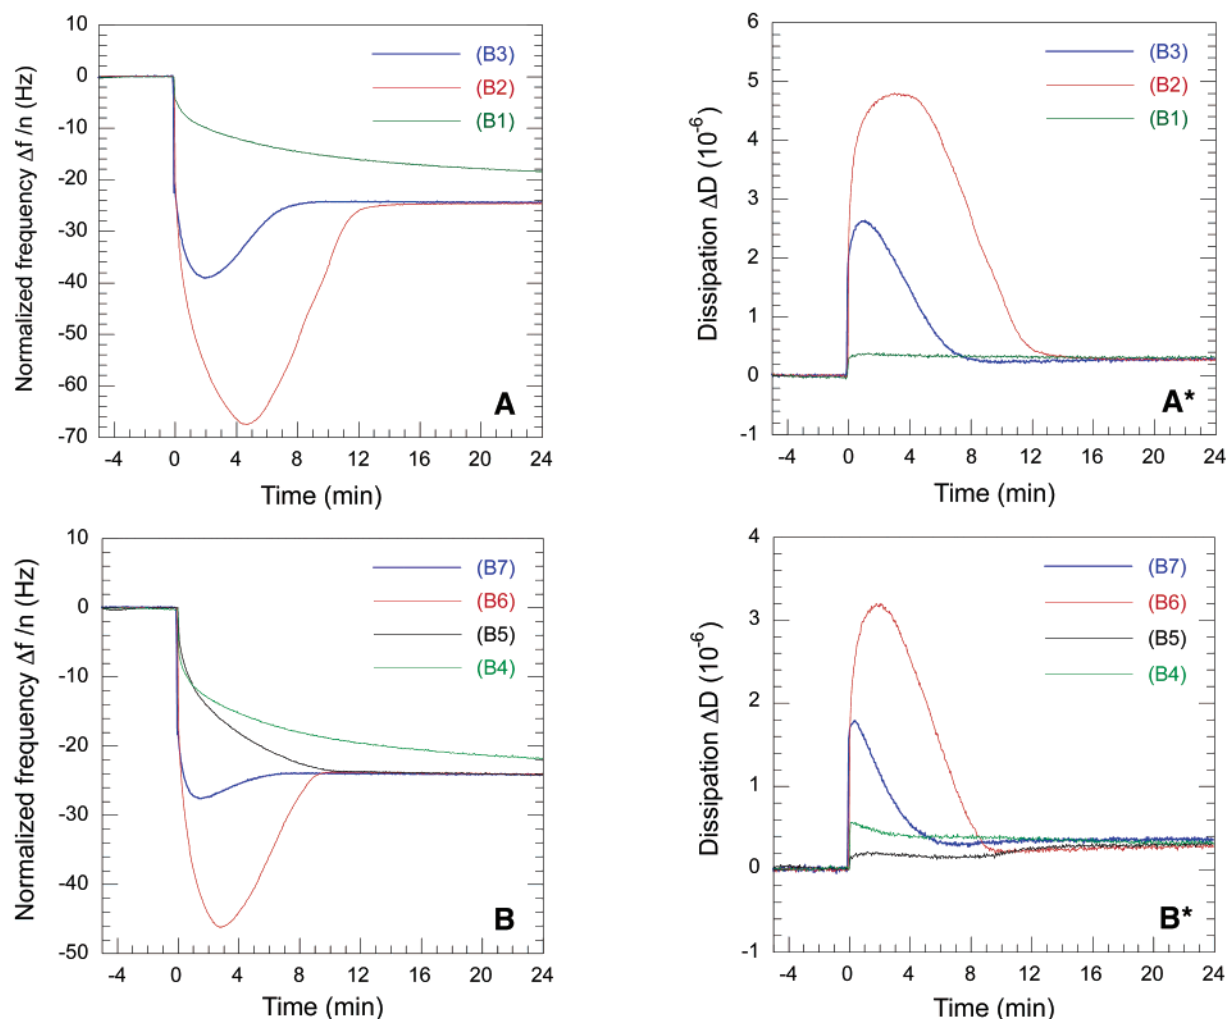 10
0
-10
-20
-30
-40
-50
-60
-70
Normalized frequency Δf /n (Hz)
(B3)
(B2)
(B1)
A
-4 0 4 8 12 16 20 24
Time (min)
6
5
4
3
2
1
0
-1
Dissipation ΔD (10⁻⁶)
(B3)
(B2)
(B1)
A*
-4 0 4 8 12 16 20 24
Time (min)
10
0
-10
-20
-30
-40
-50
Normalized frequency Δf /n (Hz)
(B7)
(B6)
(B5)
(B4)
B
-4 0 4 8 12 16 20 24
Time (min)
4
3
2
1
0
-1
Dissipation ΔD (10⁻⁶)
(B7)
(B6)
(B5)
(B4)
B*
-4 0 4 8 12 16 20 24
Time (min)